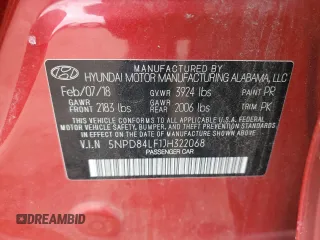 MANUFACTURED BY
HYUNDAI MOTOR MANUFACTURING ALABAMA, LLC
Feb/07/18 GVWR 3924 lbs PAINT PR
GAWR FRONT 2183 lbs GAWR REAR 2006 lbs TRIM PK
THIS VEHICLE CONFORMS TO ALL APPLICABLE U.S.A. FEDERAL
MOTOR VEHICLE SAFETY, BUMPER, AND THEFT PREVENTION
STANDARDS IN EFFECT ON THE DATE OF MANUFACTURE SHOWN ABOVE.
V.I.N 5NPD84LF1JH322068
PASSENGER CAR
DREAMBID